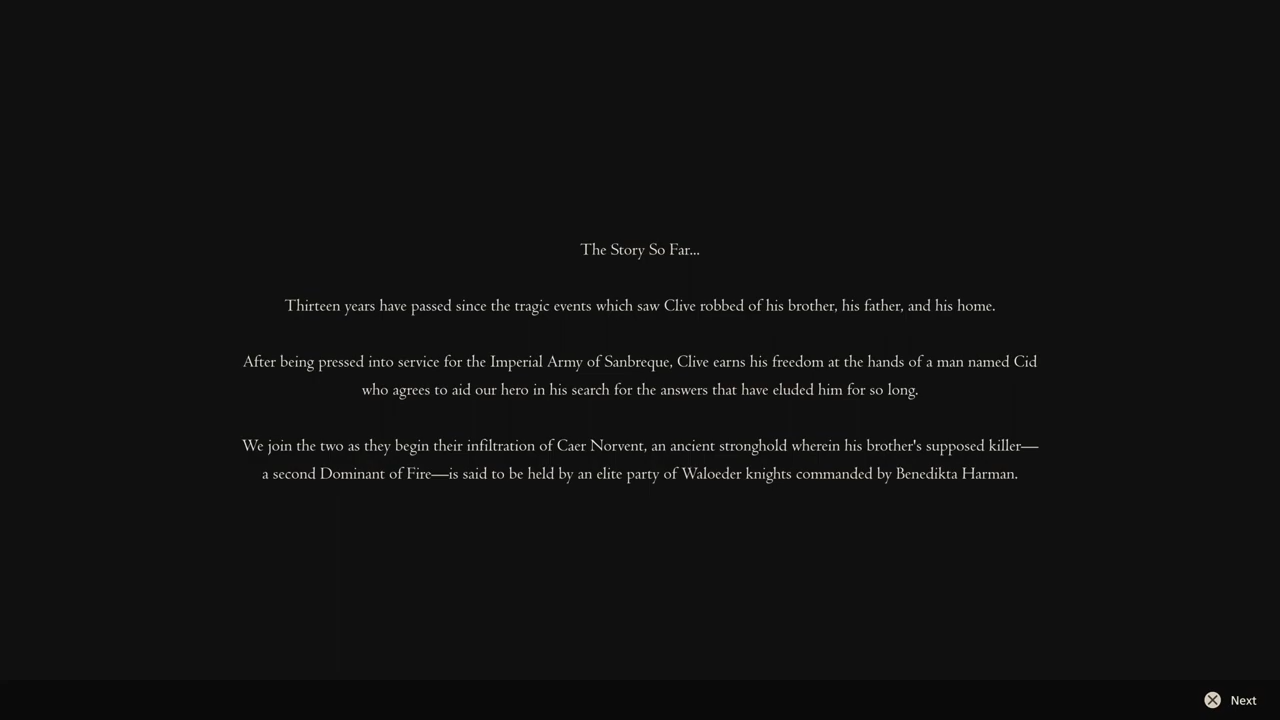 The Story So Far...
Thirteen years have passed since the tragic events which saw Clive robbed of his brother, his father, and his home.
After being pressed into service for the Imperial Army of Sanbreque, Clive earns his freedom at the hands of a man named Cid
who agrees to aid our hero in his search for the answers that have eluded him for so long.
We join the two as they begin their infiltration of Caer Norvent, an ancient stronghold wherein his brother's supposed killer—
a second Dominant of Fire—is said to be held by an elite party of Waloeder knights commanded by Benedikta Harman.
Next